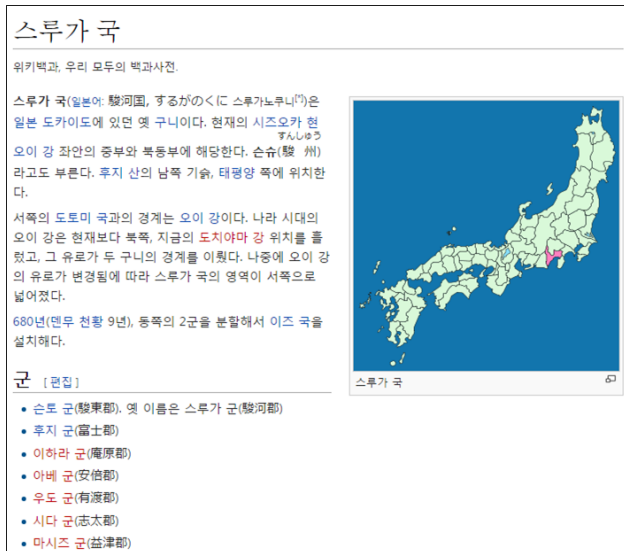 스루가 국
위키백과, 우리 모두의 백과사전.
스루가 국(일본어: 駿河国, するがのくに 스루가노쿠니[*])은
일본 도카이도에 있던 옛 구니이다. 현재의 시즈오카 현
すんしゅう
오이 강 좌안의 중부와 북동부에 해당한다. 슨슈(駿 州)
라고도 부른다. 후지 산의 남쪽 기슭, 태평양 쪽에 위치한
다.
서쪽의 도토미 국과의 경계는 오이 강이다. 나라 시대의
오이 강은 현재보다 북쪽, 지금의 도치야마 강 위치를 흘
렀고, 그 유로가 두 구니의 경계를 이뤘다. 나중에 오이 강
의 유로가 변경됨에 따라 스루가 국의 영역이 서쪽으로
넓어졌다.
680년(덴무 천황 9년), 동쪽의 2군을 분할해서 이즈 국을
설치해다.
스루가 국
군 [편집]
슨토 군(駿東郡). 옛 이름은 스루가 군(駿河郡)
후지 군(富士郡)
이하라 군(庵原郡)
아베 군(安倍郡)
우도 군(有渡郡)
시다 군(志太郡)
마시즈 군(益津郡)